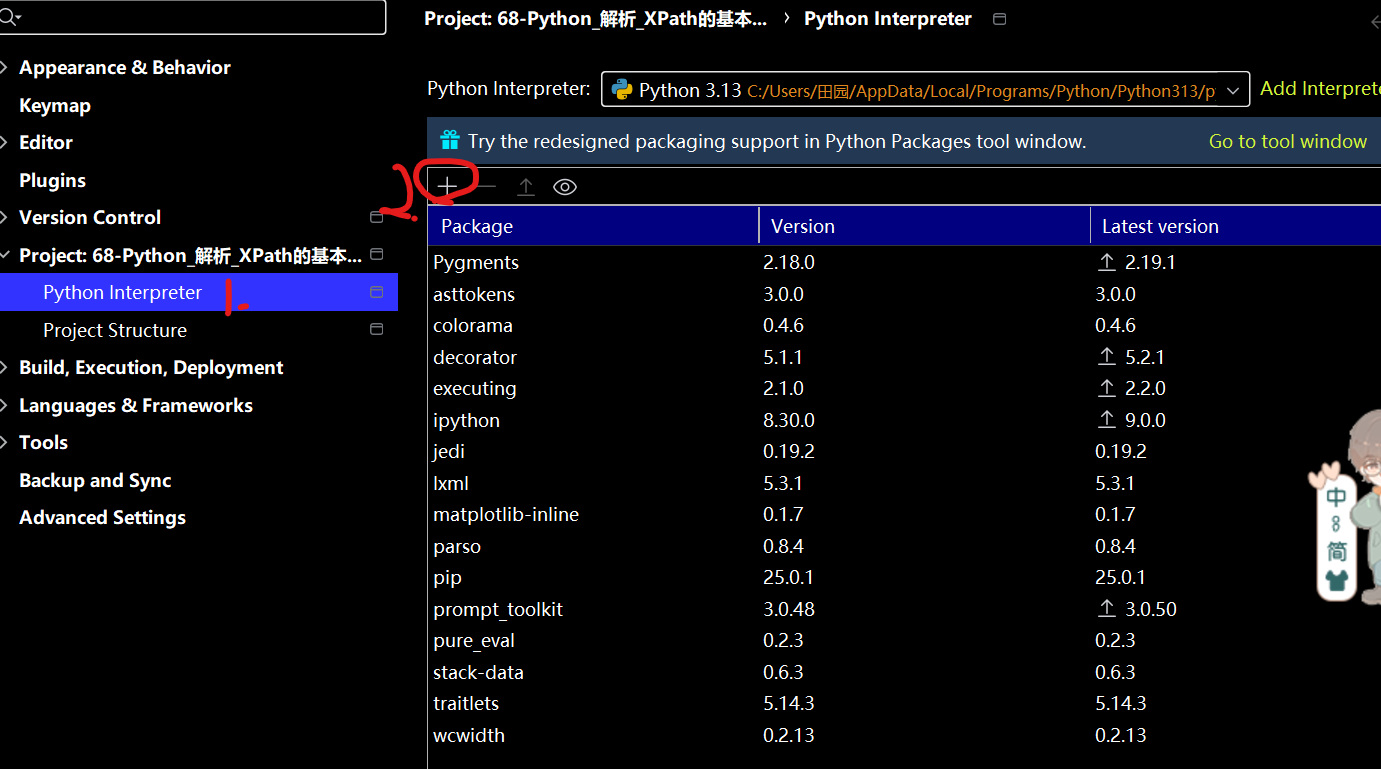 Project: 68-Python_解析_XPath的基本... › Python Interpreter
Appearance & Behavior
Keymap
Editor
Plugins
Version Control
Project: 68-Python_解析_XPath的基本...
Python Interpreter
Project Structure
Build, Execution, Deployment
Languages & Frameworks
Tools
Backup and Sync
Advanced Settings
Python Interpreter: Python 3.13 C:/Users/田园/AppData/Local/Programs/Python/Python313/p Add Interprete
Try the redesigned packaging support in Python Packages tool window. Go to tool window
Package Version Latest version
Pygments 2.18.0 2.19.1
asttokens 3.0.0 3.0.0
colorama 0.4.6 0.4.6
decorator 5.1.1 5.2.1
executing 2.1.0 2.2.0
ipython 8.30.0 9.0.0
jedi 0.19.2 0.19.2
lxml 5.3.1 5.3.1
matplotlib-inline 0.1.7 0.1.7
parso 0.8.4 0.8.4
pip 25.0.1 25.0.1
prompt_toolkit 3.0.48 3.0.50
pure_eval 0.2.3 0.2.3
stack-data 0.6.3 0.6.3
traitlets 5.14.3 5.14.3
wcwidth 0.2.13 0.2.13
中
简